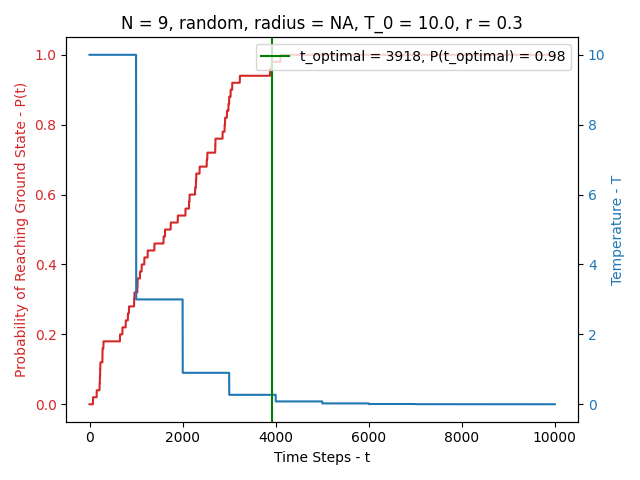 N = 9, random, radius = NA, T_0 = 10.0, r = 0.3
t_optimal = 3918, P(t_optimal) = 0.98
Probability of Reaching Ground State - P(t)
1.0
0.8
0.6
0.4
0.2
0.0
10
8
6
4
2
0
Temperature - T
0 2000 4000 6000 8000 10000
Time Steps - t